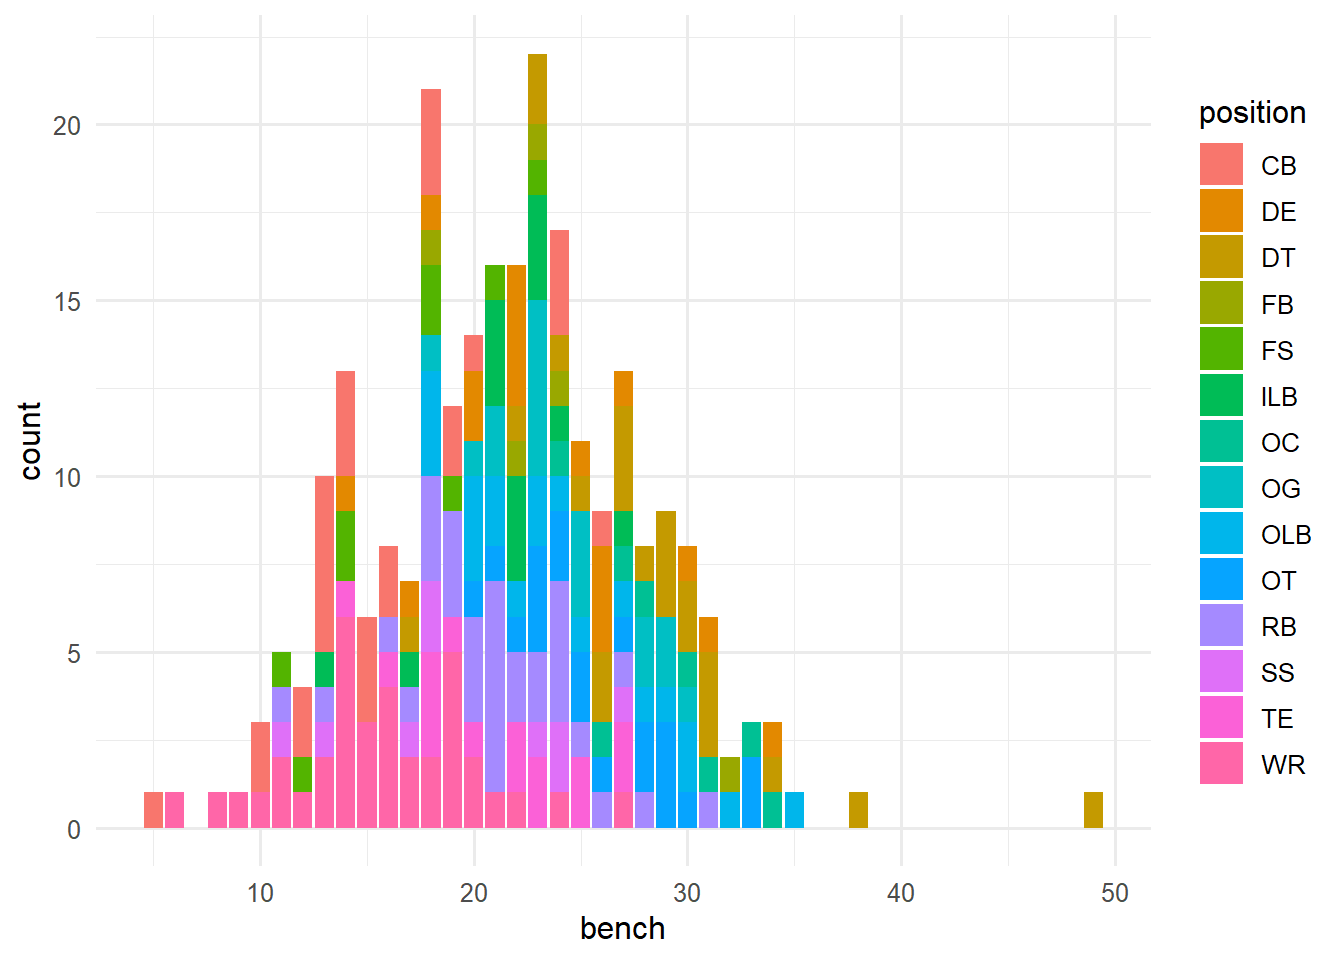 position
CB
DE
DT
FB
FS
ILB
OC
OG
OLB
OT
RB
SS
TE
WR
count
20
15
10
5
0
10 20 30 40 50
bench